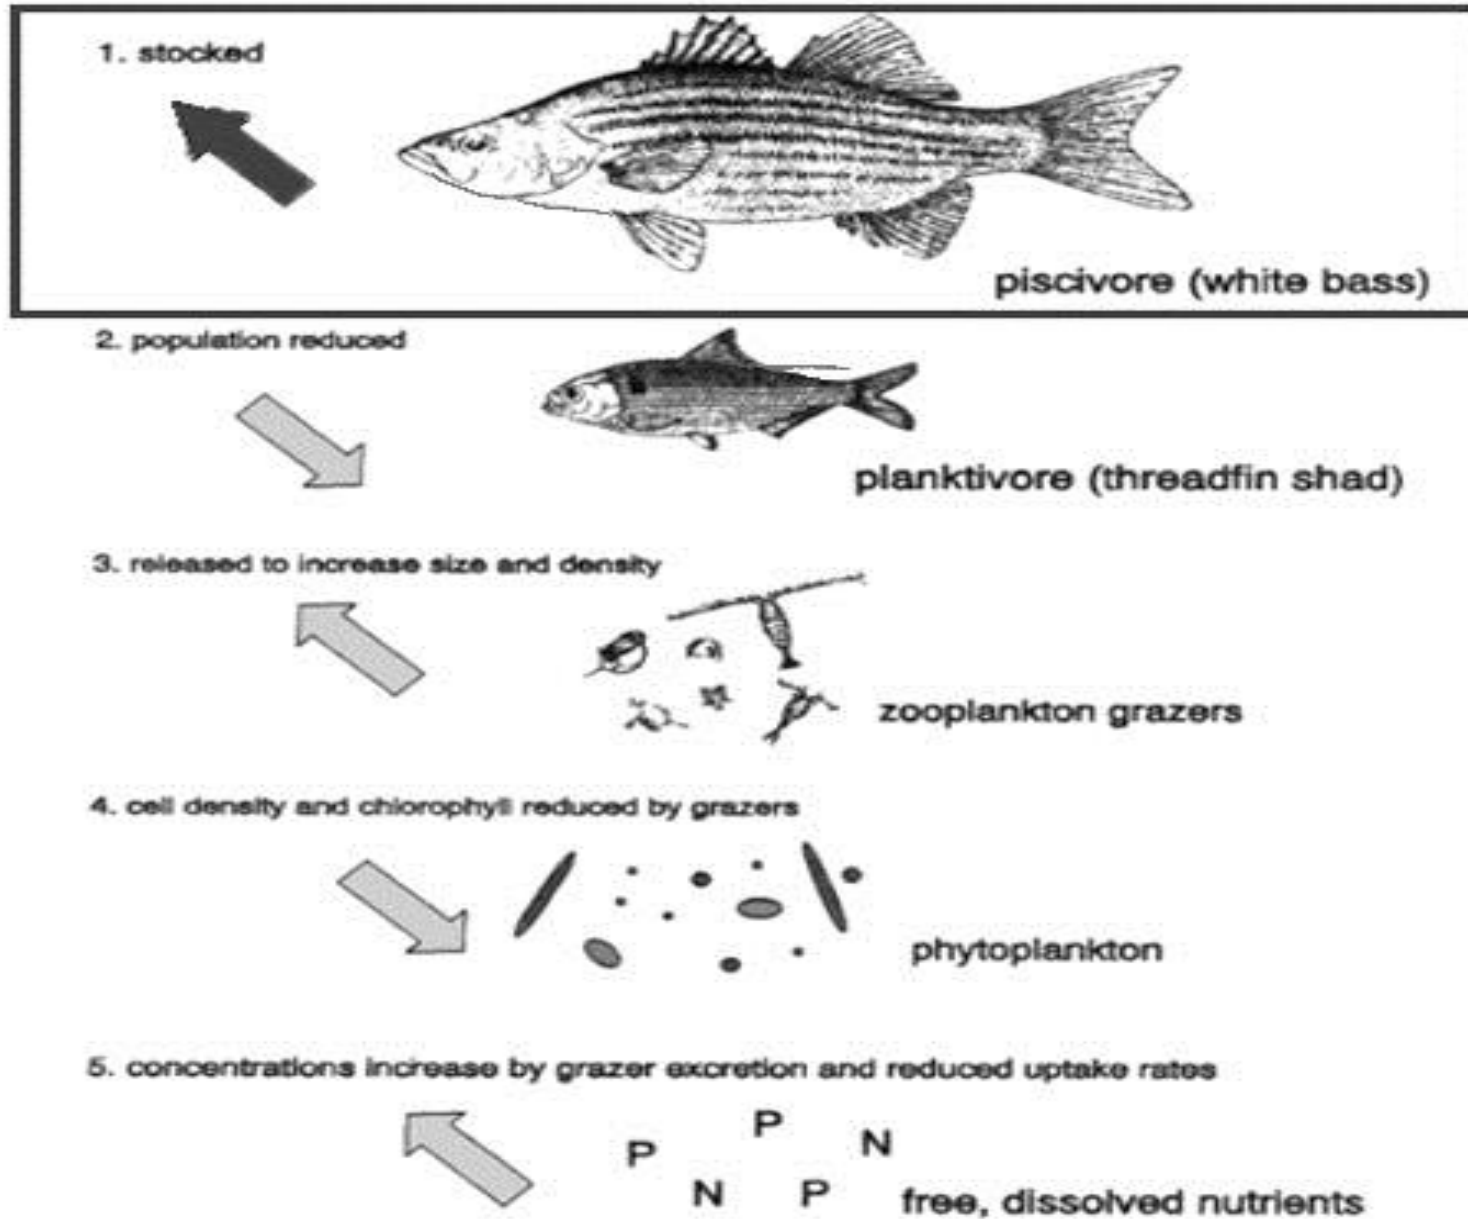 1. stocked
piscivore (white bass)
2. population reduced
planktivore (threadfin shad)
3. released to increase size and density
zooplankton grazers
4. cell density and chlorophyll reduced by grazers
phytoplankton
5. concentrations increase by grazer excretion and reduced uptake rates
P P N
N P
free, dissolved nutrients